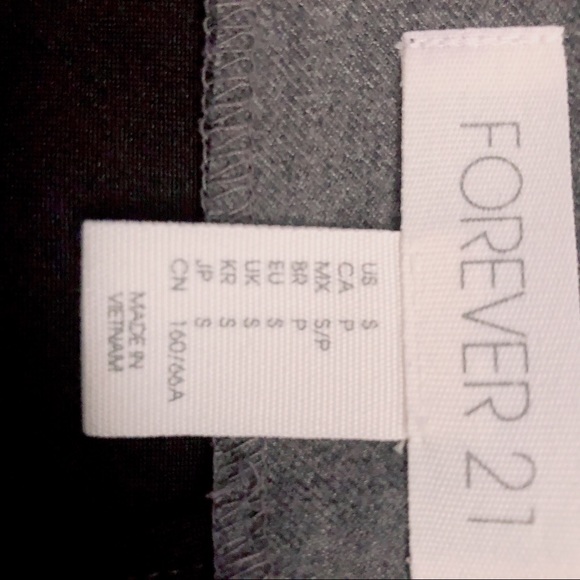 FOREVER 21
US S
CA P
MX S/P
BR P
EU S
UK S
KR S
JP S
CN 160/66A
MADE IN
VIETNAM